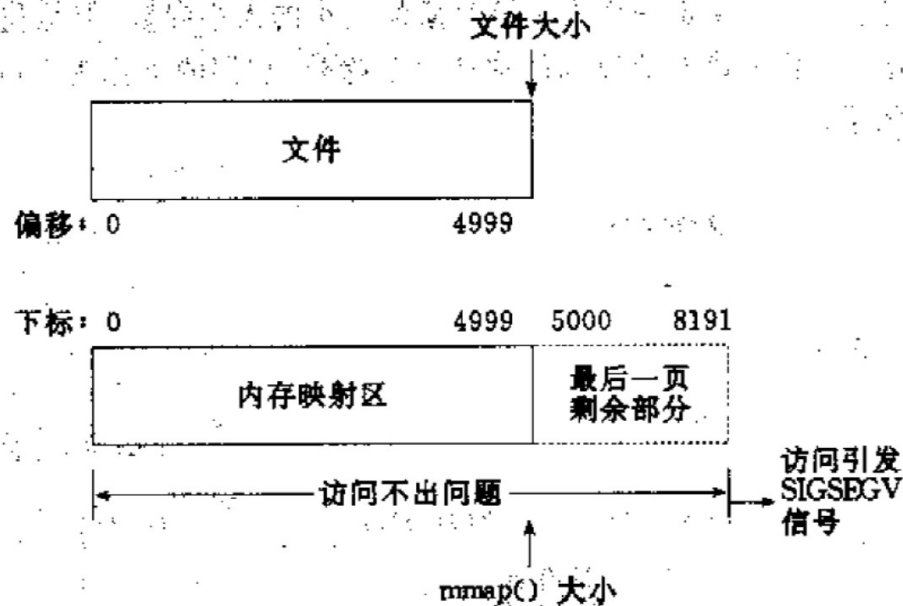 文件大小
文件
偏移: 0 4999
下标: 0 4999 5000 8191
内存映射区
最后一页
剩余部分
访问不出问题
访问引发
SIGSEGV
信号
mmap() 大小